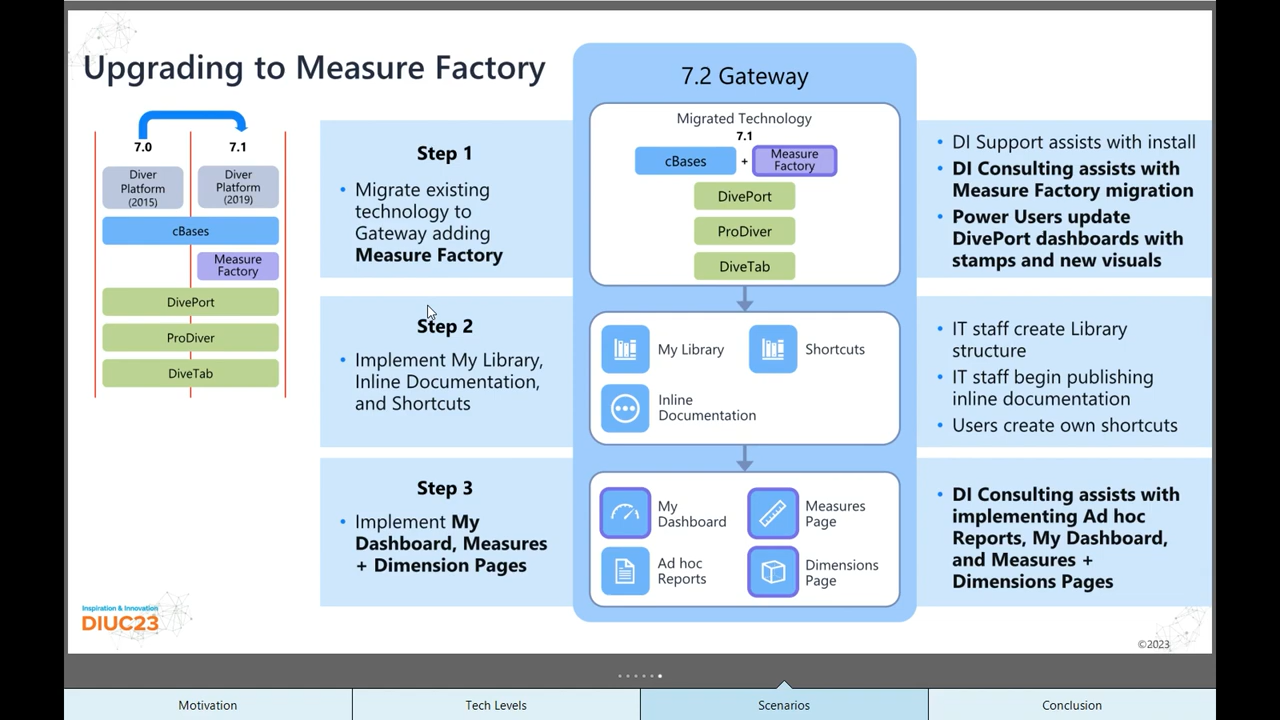 Upgrading to Measure Factory
7.0
7.1
Diver
Platform
(2015)
Diver
Platform
(2019)
cBases
Measure
Factory
DivePort
ProDiver
DiveTab
Step 1
• Migrate existing
technology to
Gateway adding
Measure Factory
Step 2
• Implement My Library,
Inline Documentation,
and Shortcuts
Step 3
• Implement My
Dashboard, Measures
+ Dimension Pages
7.2 Gateway
Migrated Technology
7.1
cBases
+
Measure
Factory
DivePort
ProDiver
DiveTab
My Library
Shortcuts
Inline
Documentation
My
Dashboard
Measures
Page
Ad hoc
Reports
Dimensions
Page
• DI Support assists with install
• DI Consulting assists with
Measure Factory migration
• Power Users update
DivePort dashboards with
stamps and new visuals
• IT staff create Library
structure
• IT staff begin publishing
inline documentation
• Users create own shortcuts
• DI Consulting assists with
implementing Ad hoc
Reports, My Dashboard,
and Measures +
Dimensions Pages
Inspiration & Innovation
DIUC23
©2023
Motivation
Tech Levels
Scenarios
Conclusion